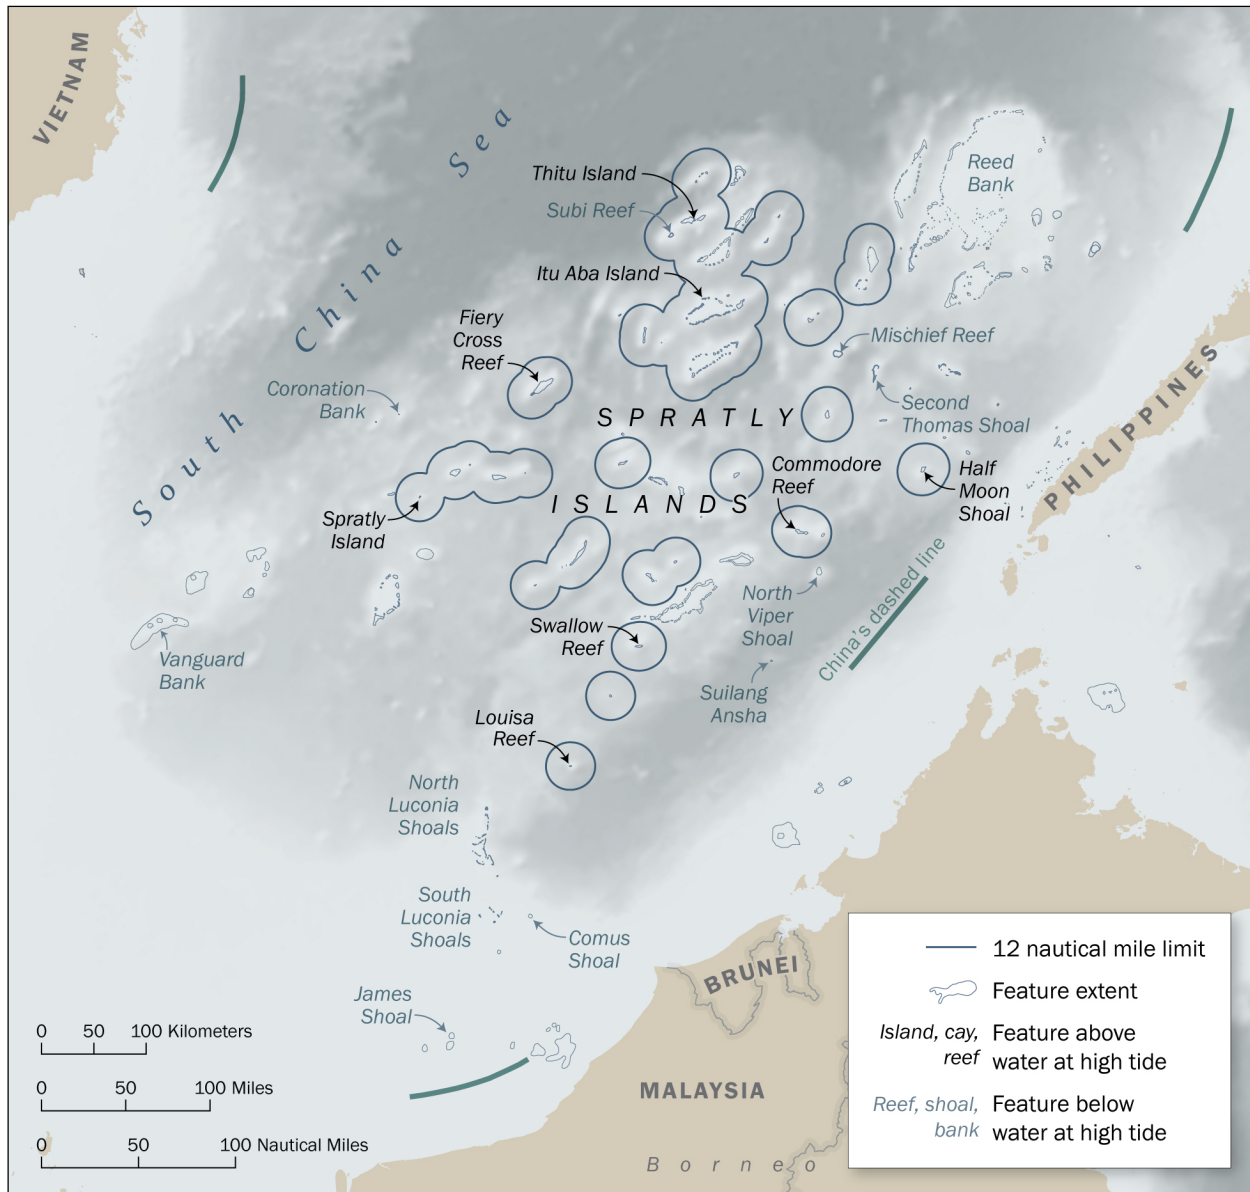 VIETNAM
South China Sea
Thitu Island
Subi Reef
Itu Aba Island
Reed
Bank
Fiery
Cross
Reef
Mischief Reef
Coronation
Bank
Second
Thomas Shoal
SPRATLY
ISLANDS
PHILIPPINES
Commodore
Reef
Half
Moon
Shoal
Spratly
Island
China's dashed line
North
Viper
Shoal
Swallow
Reef
Vanguard
Bank
Suilang
Ansha
Louisa
Reef
North
Luconia
Shoals
South
Luconia
Shoals
Comus
Shoal
James
Shoal
BRUNEI
MALAYSIA
Borneo
0 50 100 Kilometers
0 50 100 Miles
0 50 100 Nautical Miles
12 nautical mile limit
Feature extent
Island, cay,
reef
Feature above
water at high tide
Reef, shoal,
bank
Feature below
water at high tide